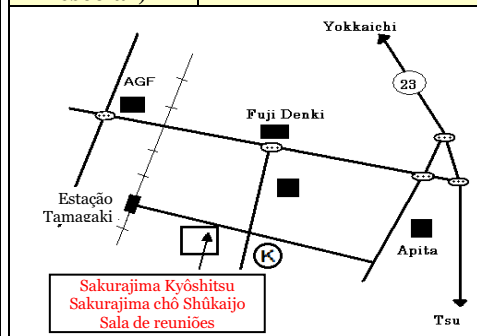 Yokkaichi
AGF
23
Fuji Denki
Estação
Tamagaki
K
Apita
Sakurajima Kyôshitsu
Sakurajima chô Shûkaijo
Sala de reuniões
Tsu